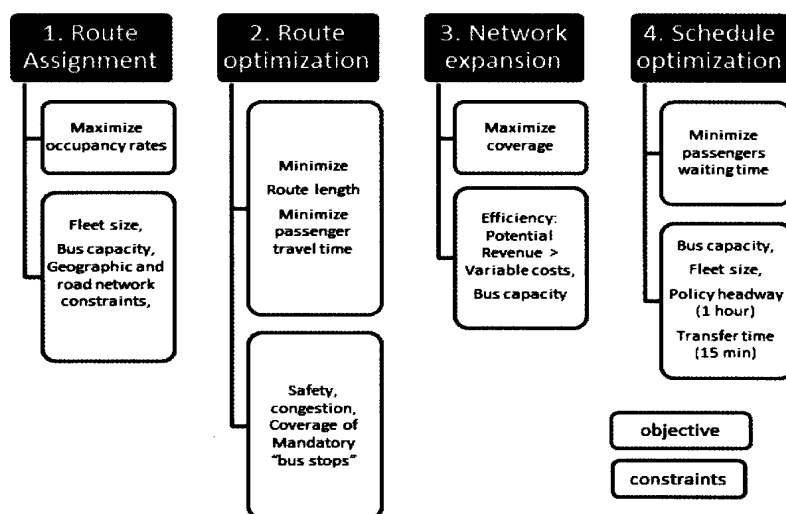 1. Route
Assignment
Maximize
occupancy rates
Fleet size,
Bus capacity,
Geographic and
road network
constraints,
2. Route
optimization
Minimize
Route length
Minimize
passenger
travel time
Safety,
congestion,
Coverage of
Mandatory
"bus stops"
3. Network
expansion
Maximize
coverage
Efficiency:
Potential
Revenue >
Variable costs,
Bus capacity
4. Schedule
optimization
Minimize
passengers
waiting time
Bus capacity,
Fleet size,
Policy headway
(1 hour)
Transfer time
(15 min)
objective
constraints